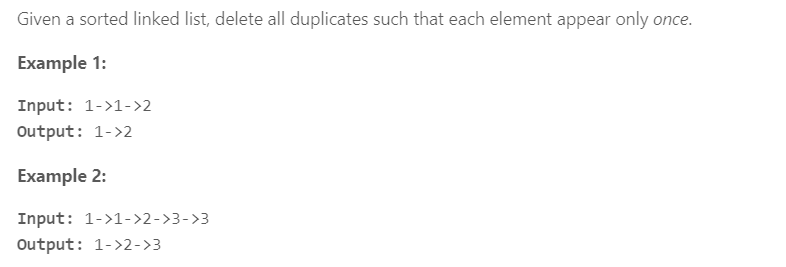 Given a sorted linked list, delete all duplicates such that each element appear only once.
Example 1:
Input: 1->1->2
Output: 1->2
Example 2:
Input: 1->1->2->3->3
Output: 1->2->3